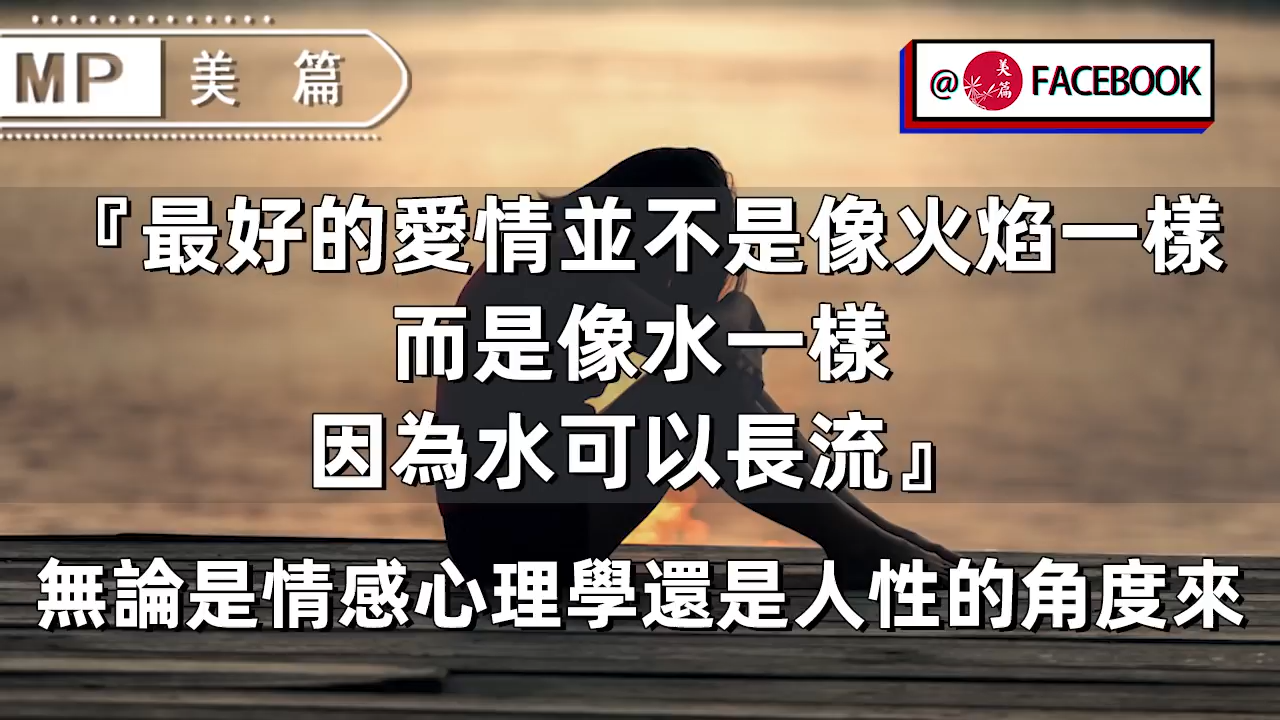 MP 美篇
@美篇 FACEBOOK
『最好的愛情並不是像火焰一樣
而是像水一樣
因為水可以長流』
無論是情感心理學還是人性的角度來